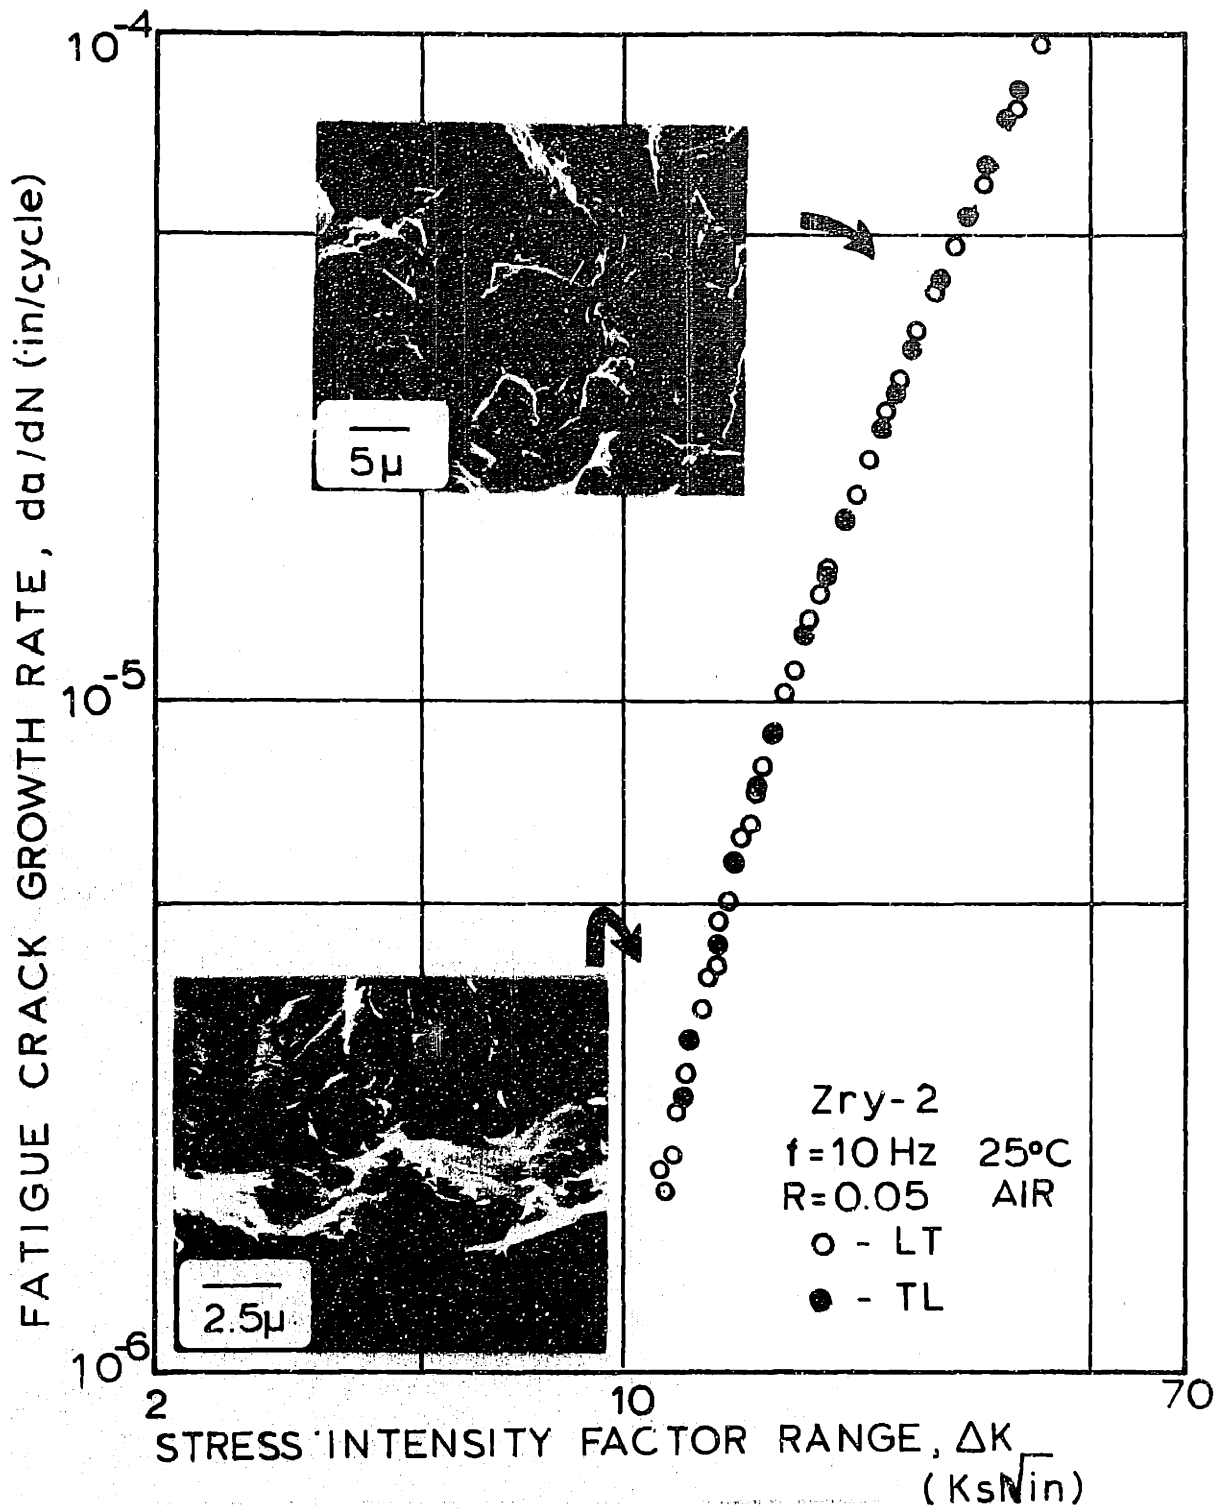 10-4
5μ
10-5
2.5μ
Zry-2
f=10 Hz 25°C
R=0.05 AIR
O - LT
● - TL
10-6
2 10 70
FATIGUE CRACK GROWTH RATE, da/dN (in/cycle)
STRESS INTENSITY FACTOR RANGE, ΔK
(Ksi√in)